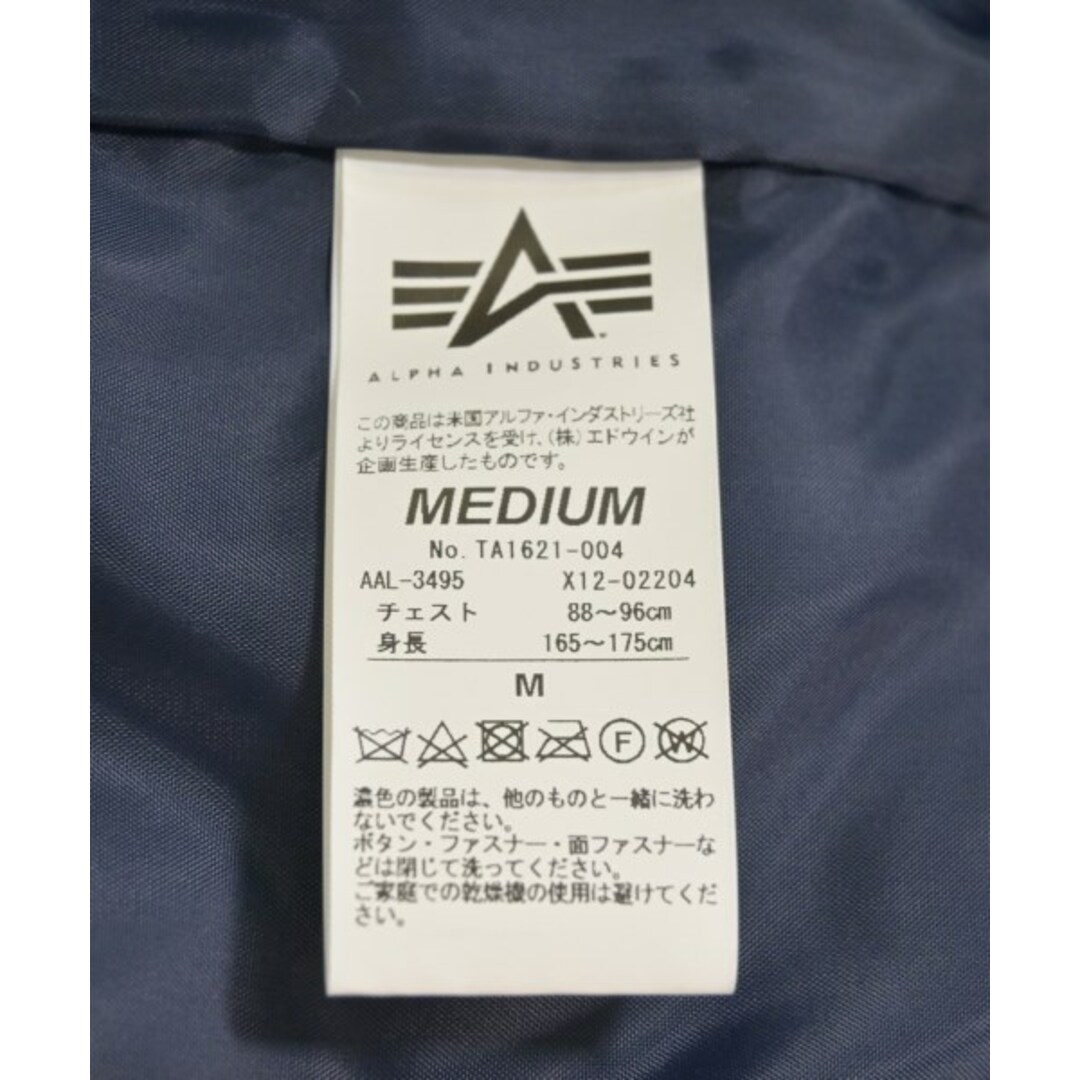 ALPHA INDUSTRIES
この商品は米国アルファ・インダストリーズ社
よりライセンスを受け、(株)エドウインが
企画生産したものです。
MEDIUM
No. TA1621-004
AAL-3495 X12-02204
チェスト 88～96cm
身長 165～175cm
M
F W
濃色の製品は、他のものと一緒に洗わ
ないでください。
ボタン・ファスナー・面ファスナーな
どは閉じて洗ってください。
ご家庭での乾燥機の使用は避けてくだ
さい。